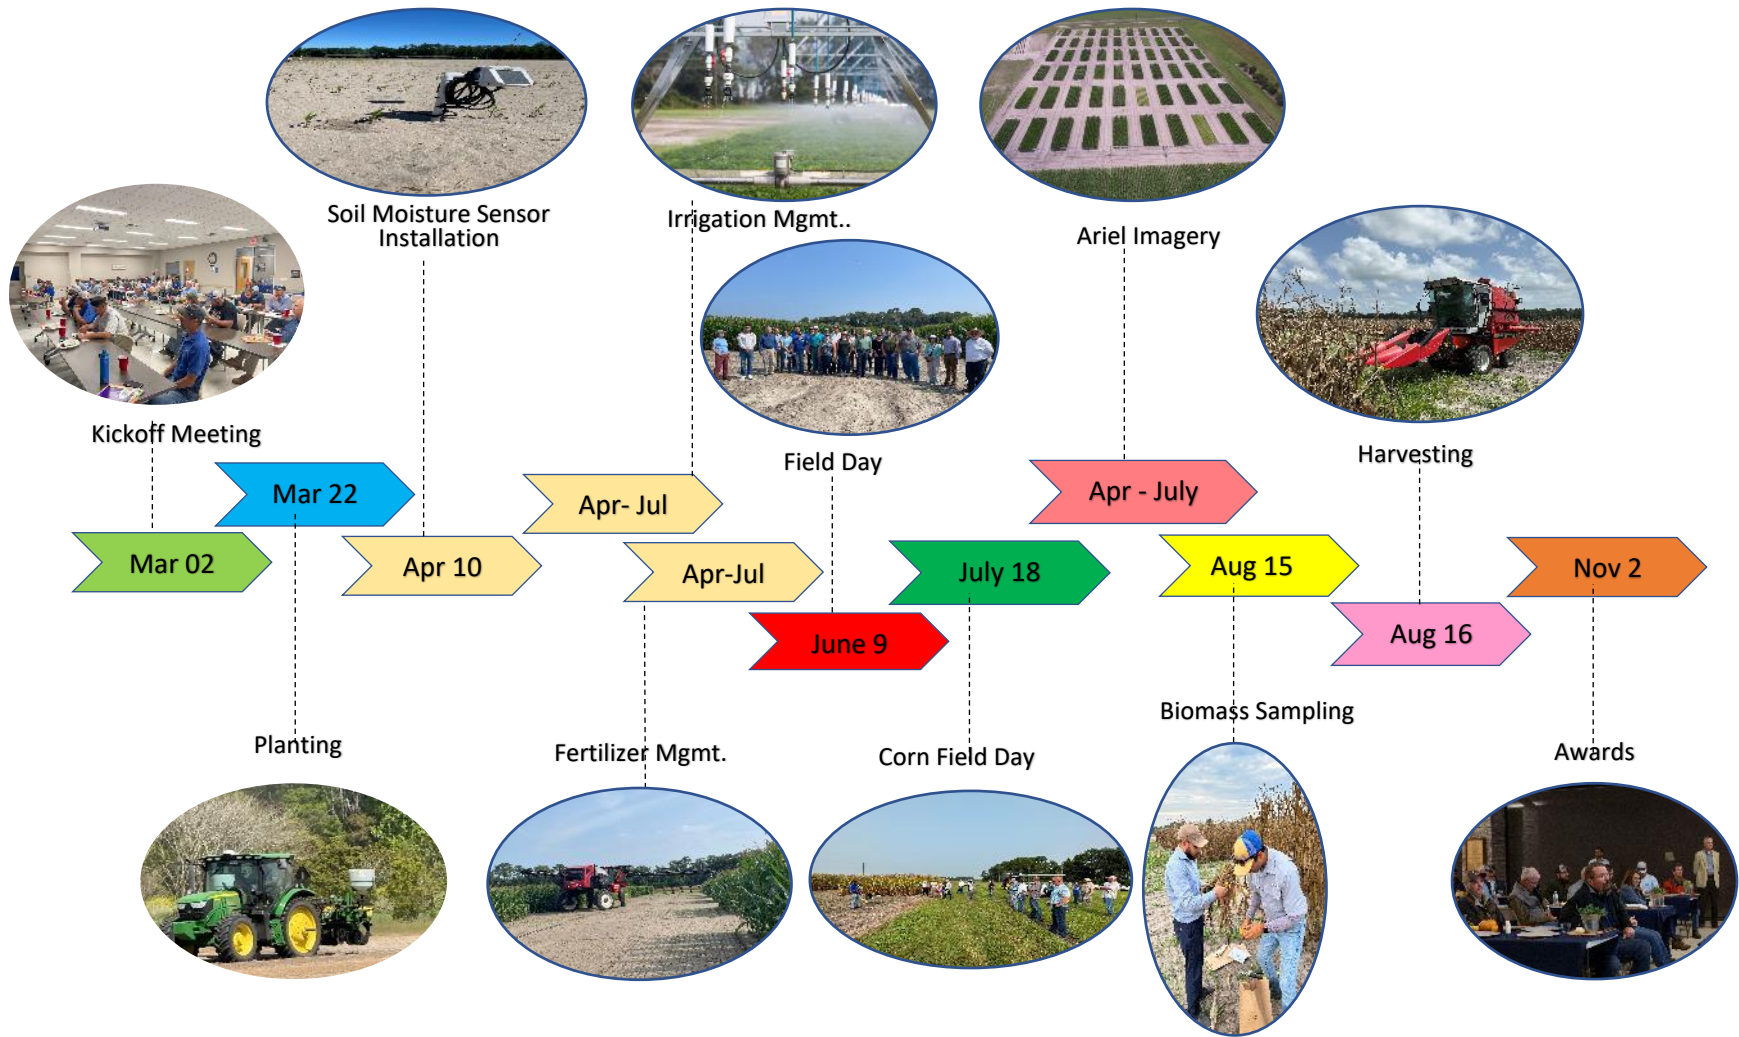 Soil Moisture Sensor
Installation
Irrigation Mgmt..
Ariel Imagery
Kickoff Meeting
Field Day
Harvesting
Mar 22
Apr- Jul
Apr - July
Mar 02
Apr 10
Apr-Jul
July 18
Aug 15
Nov 2
June 9
Aug 16
Planting
Fertilizer Mgmt.
Corn Field Day
Biomass Sampling
Awards